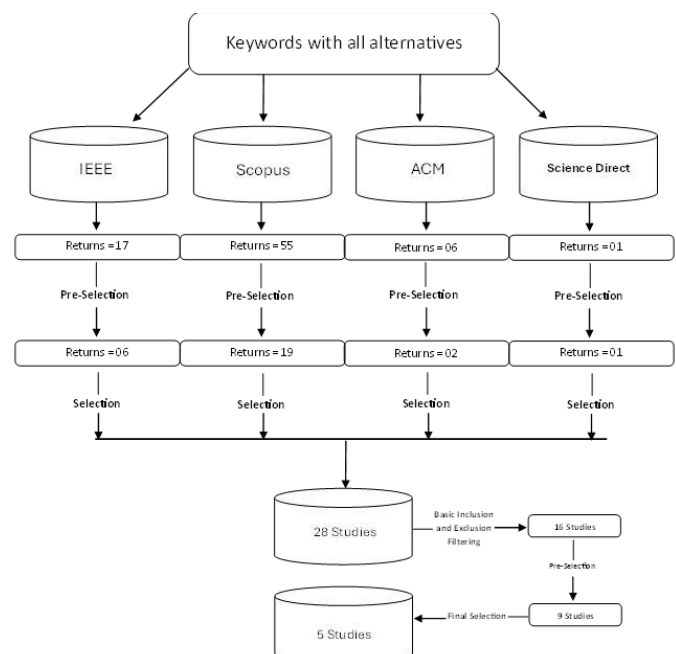 Keywords with all alternatives
IEEE
Scopus
ACM
Science Direct
Returns =17
Returns =55
Returns =06
Returns =01
Pre-Selection
Pre-Selection
Pre-Selection
Pre-Selection
Returns =06
Returns =19
Returns =02
Returns =01
Selection
Selection
Selection
Selection
28 Studies
Basic Inclusion
and Exclusion
Filtering
16 Studies
Pre-Selection
9 Studies
Final Selection
5 Studies